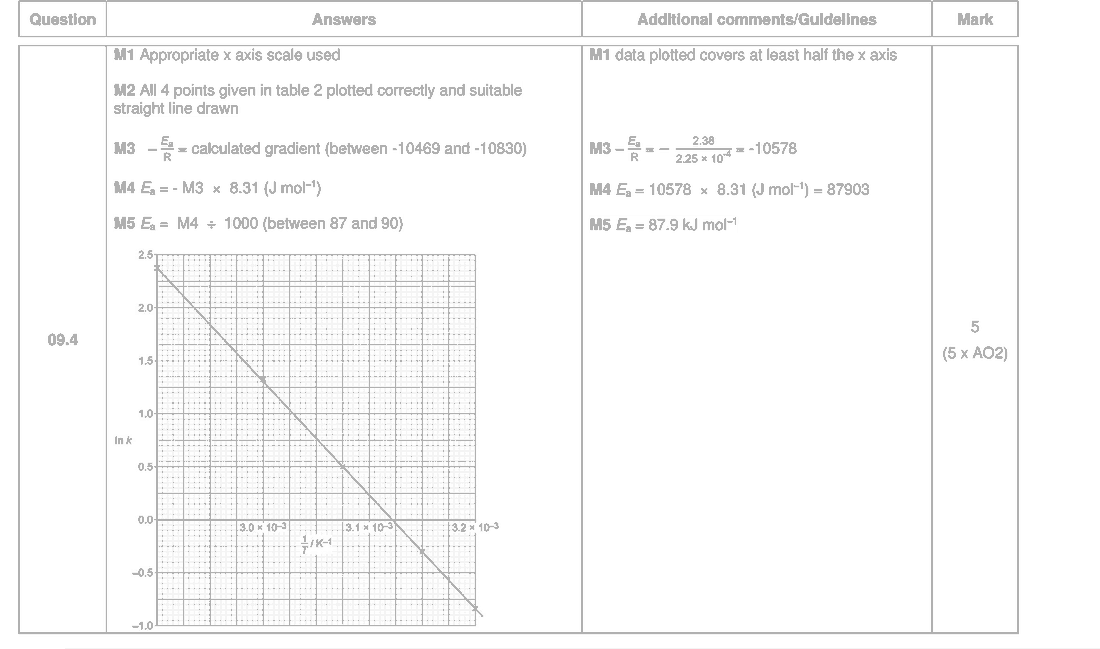 Question Answers Additional comments/Guidelines Mark
M1 Appropriate x axis scale used
M1 data plotted covers at least half the x axis
M2 All 4 points given in table 2 plotted correctly and suitable
straight line drawn
M3 −Ea/R = calculated gradient (between -10469 and -10830)
M3 −Ea/R = − 2.38/2.25 × 10⁻⁴ = -10578
M4 Ea = - M3 × 8.31 (J mol⁻¹)
M4 Ea = 10578 × 8.31 (J mol⁻¹) = 87903
M5 Ea = M4 ÷ 1000 (between 87 and 90)
M5 Ea = 87.9 kJ mol⁻¹
09.4
5
(5 x AO2)
2.5
2.0
1.5
1.0
ln k
0.5
0.0
3.0 × 10⁻³ 3.1 × 10⁻³ 3.2 × 10⁻³
1/T / K⁻¹
−0.5
−1.0